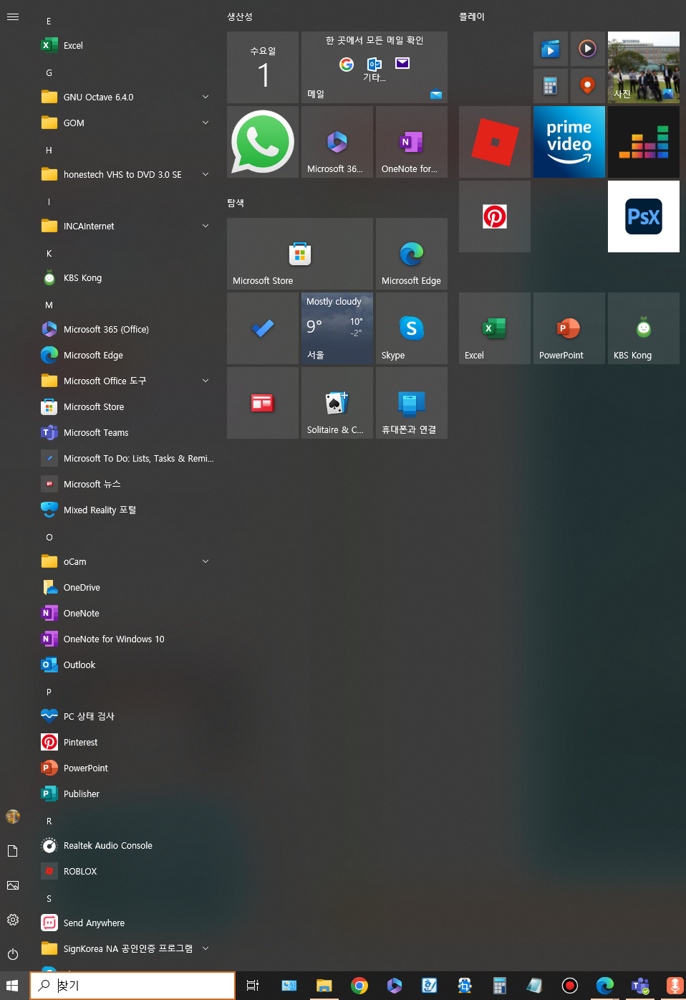 E
Excel
G
GNU Octave 6.4.0
GOM
H
honestech VHS to DVD 3.0 SE
I
INCAInternet
K
KBS Kong
M
Microsoft 365 (Office)
Microsoft Edge
Microsoft Office 도구
Microsoft Store
Microsoft Teams
Microsoft To Do: Lists, Tasks & Remi...
Microsoft 뉴스
Mixed Reality 포털
O
oCam
OneDrive
OneNote
OneNote for Windows 10
Outlook
P
PC 상태 검사
Pinterest
PowerPoint
Publisher
R
Realtek Audio Console
ROBLOX
S
Send Anywhere
SignKorea NA 공인인증 프로그램
생산성
수요일
1
한 곳에서 모든 메일 확인
기타...
메일
Microsoft 36...
OneNote for...
탐색
Microsoft Store
Microsoft Edge
Mostly cloudy
9°
10°
-2°
서울
Skype
Solitaire & C...
휴대폰과 연결
플레이
사진
prime
video
PsX
Excel
PowerPoint
KBS Kong
찾기